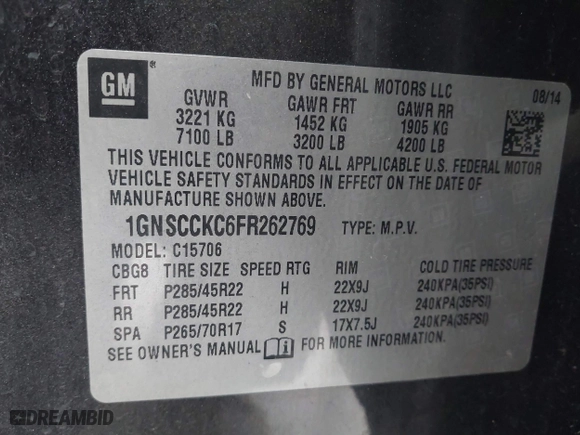 GM
MFD BY GENERAL MOTORS LLC
08/14
GVWR GAWR FRT GAWR RR
3221 KG 1452 KG 1905 KG
7100 LB 3200 LB 4200 LB
THIS VEHICLE CONFORMS TO ALL APPLICABLE U.S. FEDERAL MOTOR
VEHICLE SAFETY STANDARDS IN EFFECT ON THE DATE OF
MANUFACTURE SHOWN ABOVE.
1GNSCCKC6FR262769 TYPE: M.P.V.
MODEL: C15706
CBG8 TIRE SIZE SPEED RTG RIM COLD TIRE PRESSURE
FRT P285/45R22 H 22X9J 240KPA(35PSI)
RR P285/45R22 H 22X9J 240KPA(35PSI)
SPA P265/70R17 S 17X7.5J 240KPA(35PSI)
SEE OWNER'S MANUAL FOR MORE INFORMATION.
DREAMBID